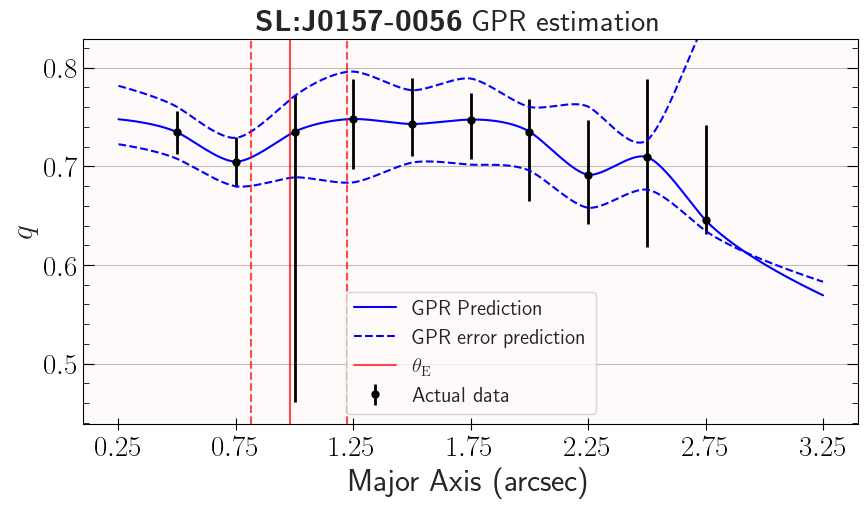 SL:J0157-0056 GPR estimation
0.8
0.7
0.6
0.5
q
GPR Prediction
GPR error prediction
θE
Actual data
0.25 0.75 1.25 1.75 2.25 2.75 3.25
Major Axis (arcsec)